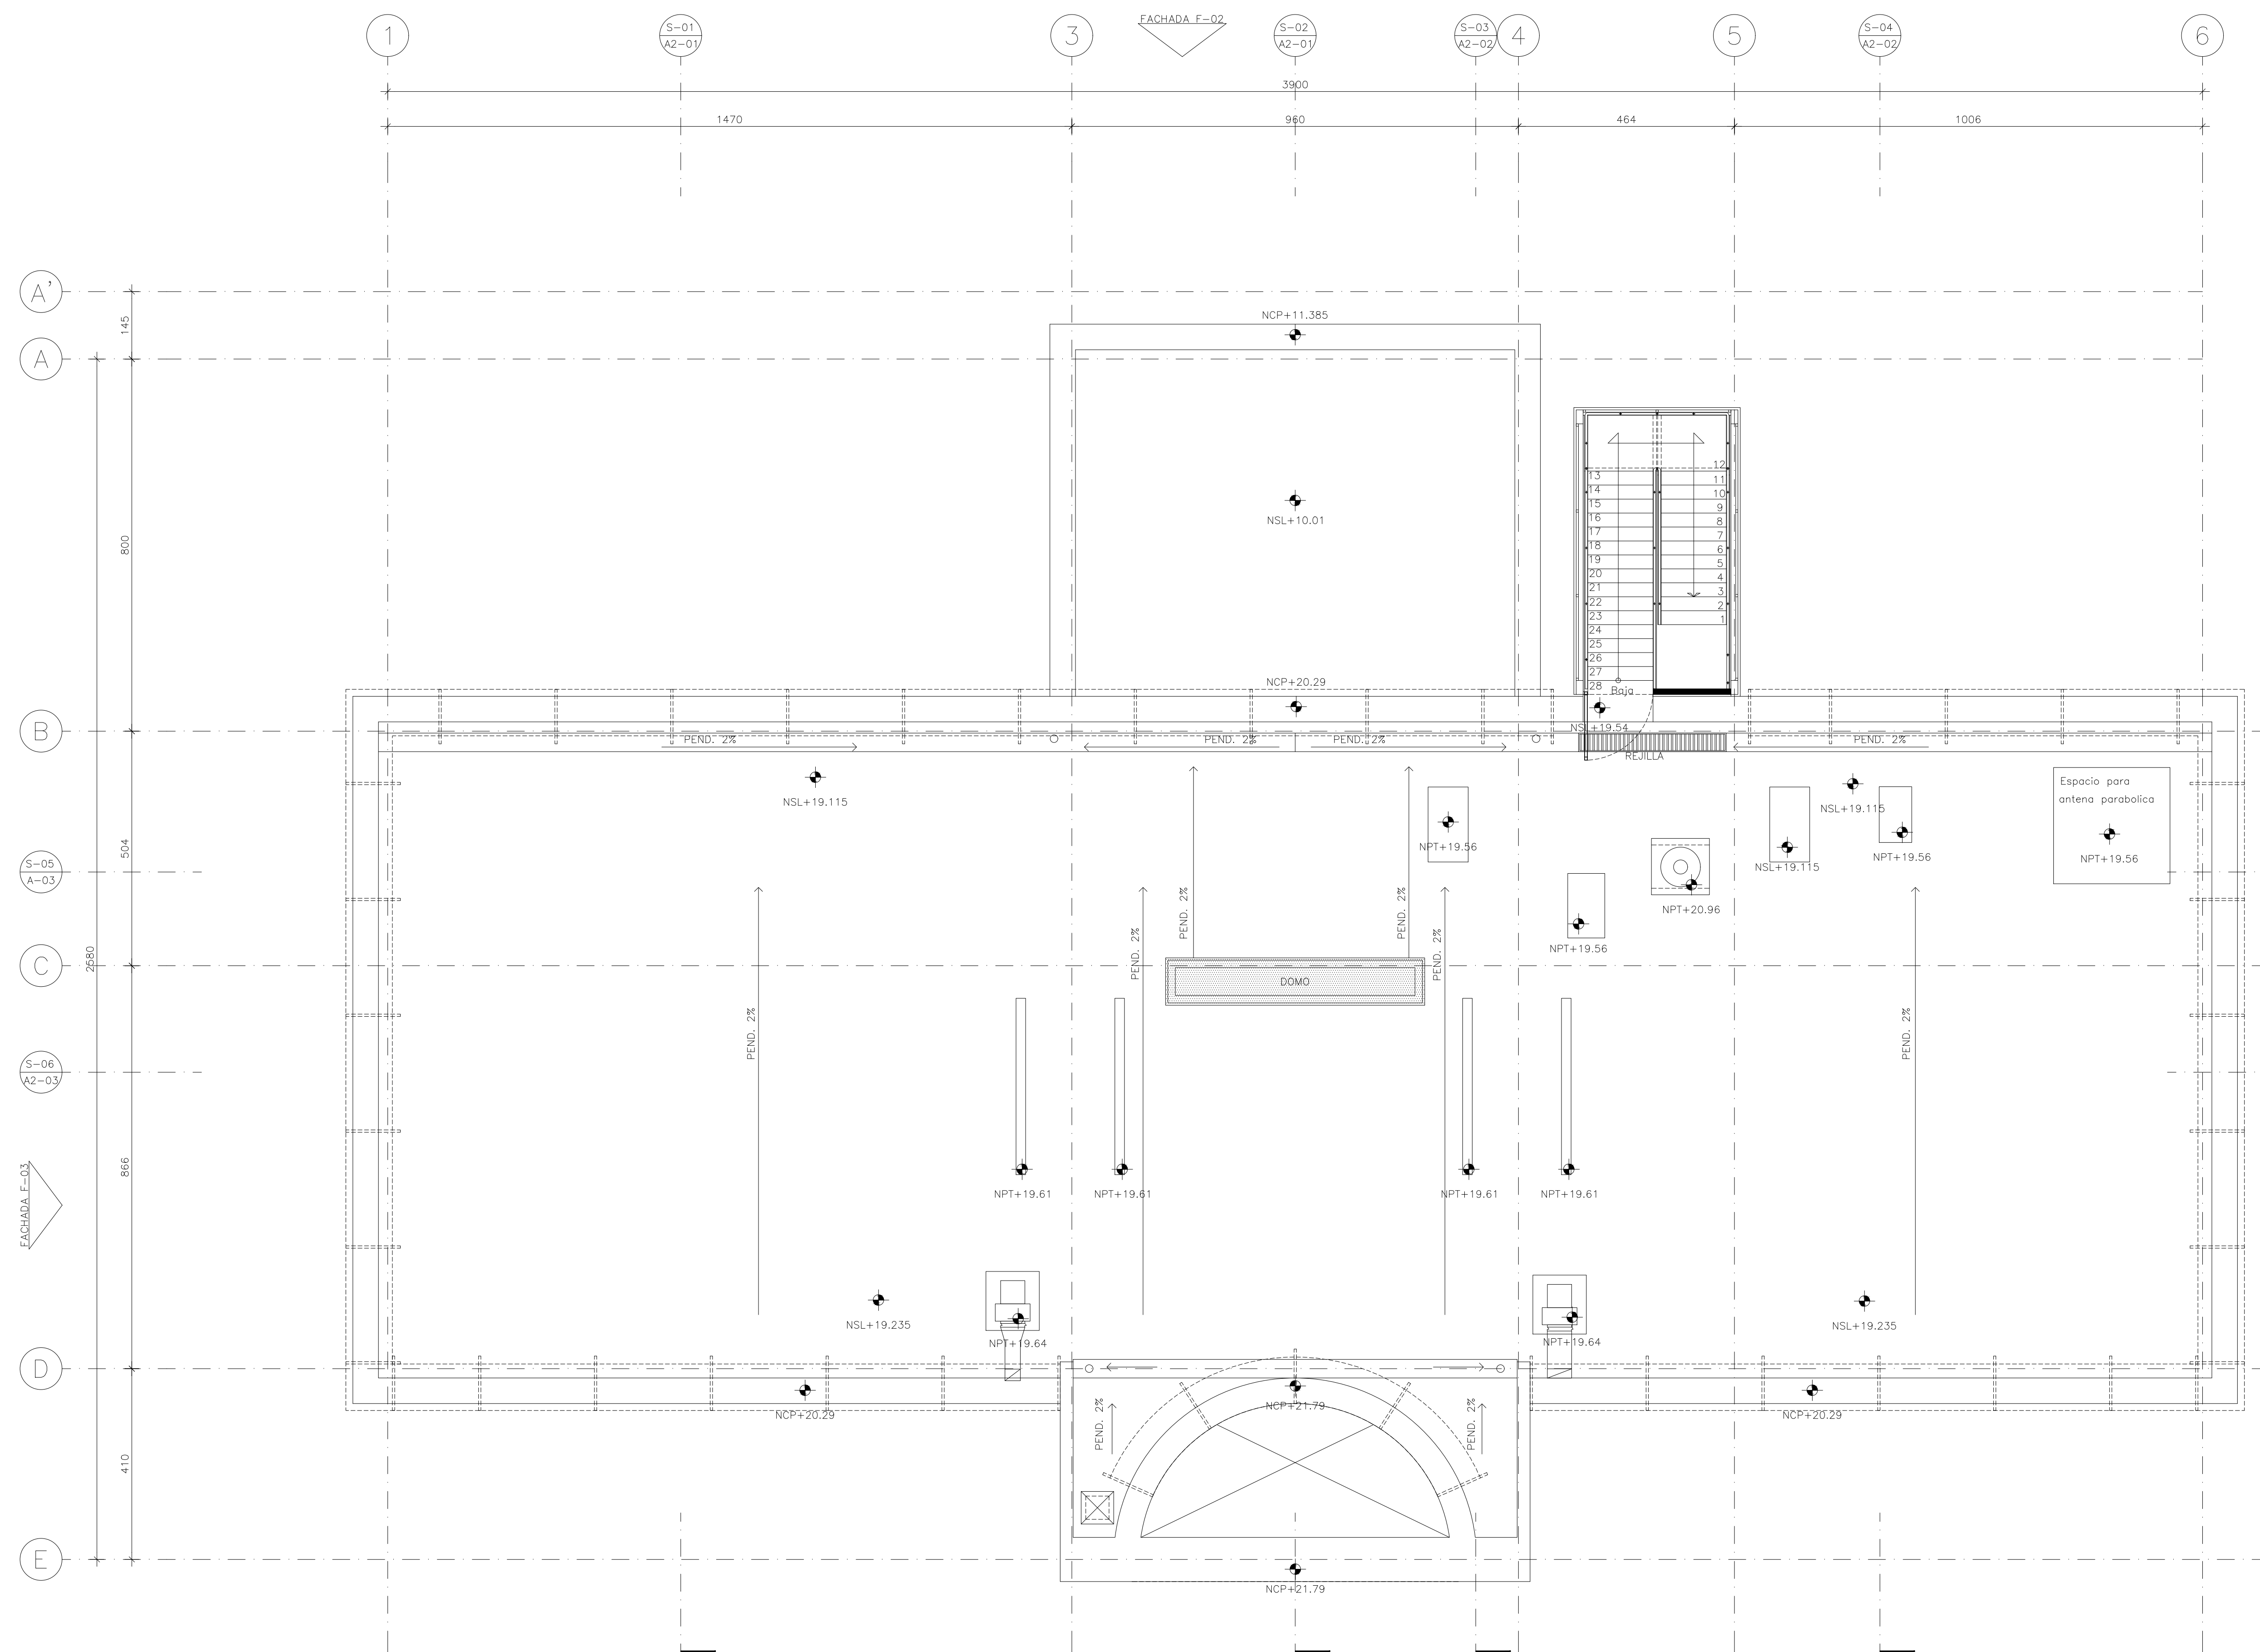 1
S-01
A2-01
3
FACHADA F-02
S-02
A2-01
S-03
A2-02
4
5
S-04
A2-02
6
3900
1470
960
464
1006
A'
145
NCP+11.385
A
800
NSL+10.01
12
13
11
14
10
15
9
16
8
17
7
18
6
19
5
20
4
21
3
22
2
23
1
24
25
26
27
28
Baja
NCP+20.29
NSL+19.54
B
PEND. 2%
PEND. 2%
PEND. 2%
PEND. 2%
REJILLA
NSL+19.115
NSL+19.115
Espacio para
antena parabolica
504
NPT+19.56
NSL+19.115
NPT+19.56
NPT+19.56
S-05
A-03
NPT+20.96
PEND. 2%
PEND. 2%
PEND. 2%
PEND. 2%
NPT+19.56
C
2580
DOMO
PEND. 2%
PEND. 2%
S-06
A2-03
866
FACHADA F-03
NPT+19.61
NPT+19.61
NPT+19.61
NPT+19.61
NSL+19.235
NSL+19.235
NPT+19.64
NPT+19.64
D
NCP+20.29
NCP+21.79
NCP+20.29
PEND. 2%
PEND. 2%
410
E
NCP+21.79